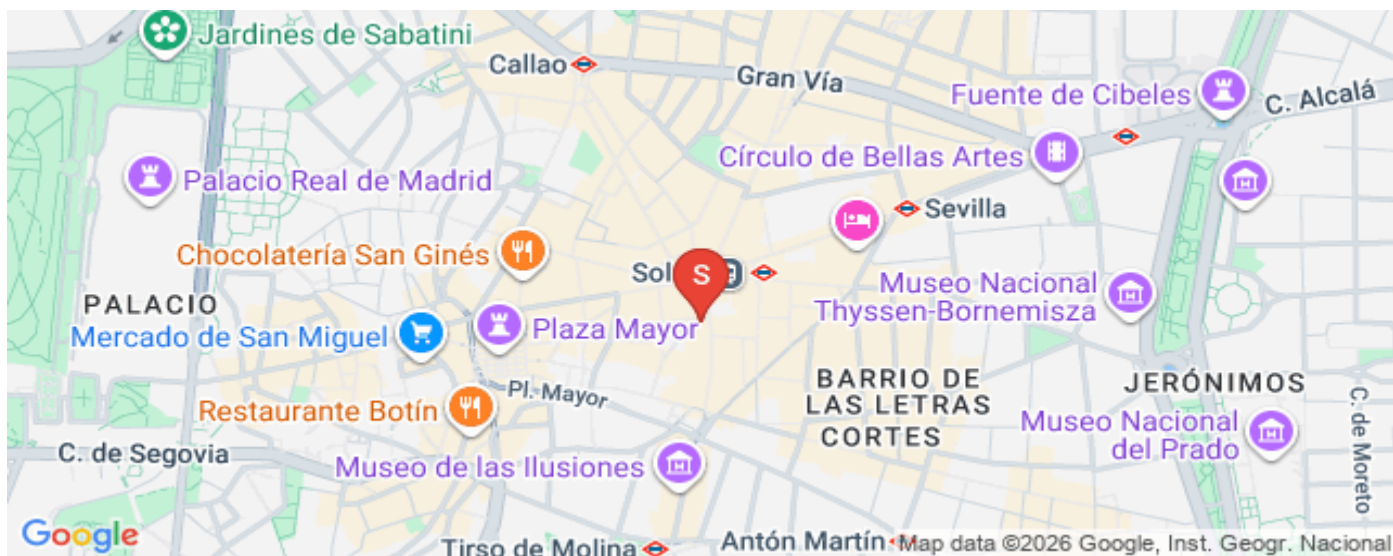 Jardines de Sabatini
Callao
Gran Vía
Fuente de Cibeles
C. Alcalá
Círculo de Bellas Artes
Palacio Real de Madrid
Sevilla
Chocolatería San Ginés
Sol
S
Museo Nacional
Thyssen-Bornemisza
PALACIO
Mercado de San Miguel
Plaza Mayor
Pl. Mayor
BARRIO DE
LAS LETRAS
CORTES
JERÓNIMOS
Restaurante Botín
C. de Segovia
Museo de las Ilusiones
Museo Nacional
del Prado
C. de Moreto
Google
Tirso de Molina
Antón Martín
Map data ©2026 Google, Inst. Geogr. Nacional